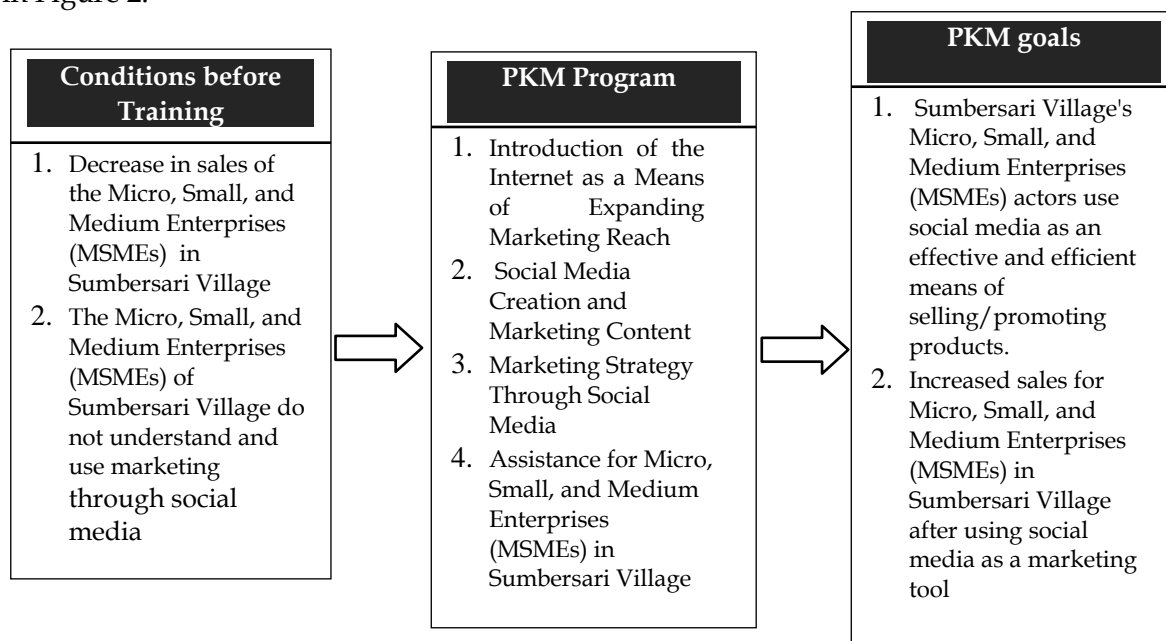 in Figure 2.
Conditions before
Training
1. Decrease in sales of
the Micro, Small, and
Medium Enterprises
(MSMEs) in
Sumbersari Village
2. The Micro, Small, and
Medium Enterprises
(MSMEs) of
Sumbersari Village do
not understand and
use marketing
through social
media
PKM Program
1. Introduction of the
Internet as a Means
of Expanding
Marketing Reach
2. Social Media
Creation and
Marketing Content
3. Marketing Strategy
Through Social
Media
4. Assistance for Micro,
Small, and Medium
Enterprises
(MSMEs) in
Sumbersari Village
PKM goals
1. Sumbersari Village's
Micro, Small, and
Medium Enterprises
(MSMEs) actors use
social media as an
effective and efficient
means of
selling/promoting
products.
2. Increased sales for
Micro, Small, and
Medium Enterprises
(MSMEs) in
Sumbersari Village
after using social
media as a marketing
tool